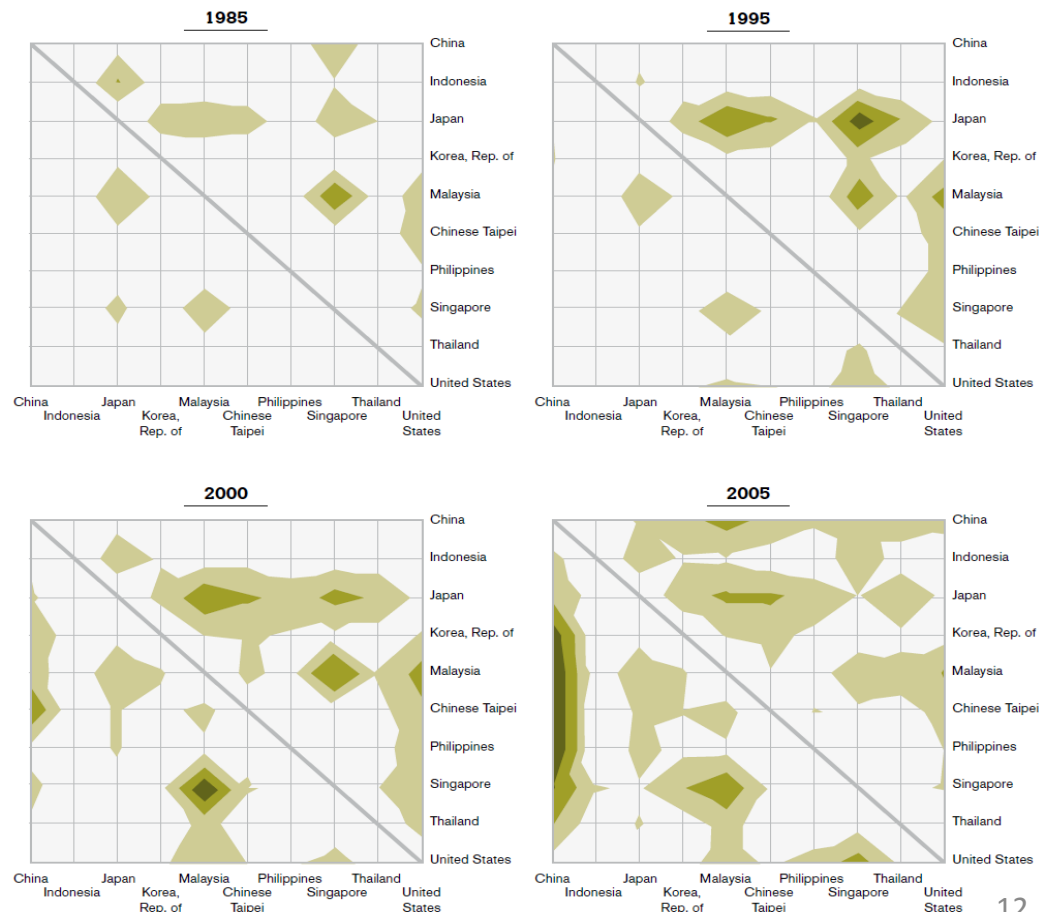 1985
China
Indonesia
Japan
Korea, Rep. of
Malaysia
Chinese Taipei
Philippines
Singapore
Thailand
United States
China Japan Malaysia Philippines Thailand
Indonesia Korea, Chinese Singapore United
Rep. of Taipei States
1995
China
Indonesia
Japan
Korea, Rep. of
Malaysia
Chinese Taipei
Philippines
Singapore
Thailand
United States
China Japan Malaysia Philippines Thailand
Indonesia Korea, Chinese Singapore United
Rep. of Taipei States
2000
China
Indonesia
Japan
Korea, Rep. of
Malaysia
Chinese Taipei
Philippines
Singapore
Thailand
United States
China Japan Malaysia Philippines Thailand
Indonesia Korea, Chinese Singapore United
Rep. of Taipei States
2005
China
Indonesia
Japan
Korea, Rep. of
Malaysia
Chinese Taipei
Philippines
Singapore
Thailand
United States
China Japan Malaysia Philippines Thailand
Indonesia Korea, Chinese Singapore United
Rep. of Taipei States
12